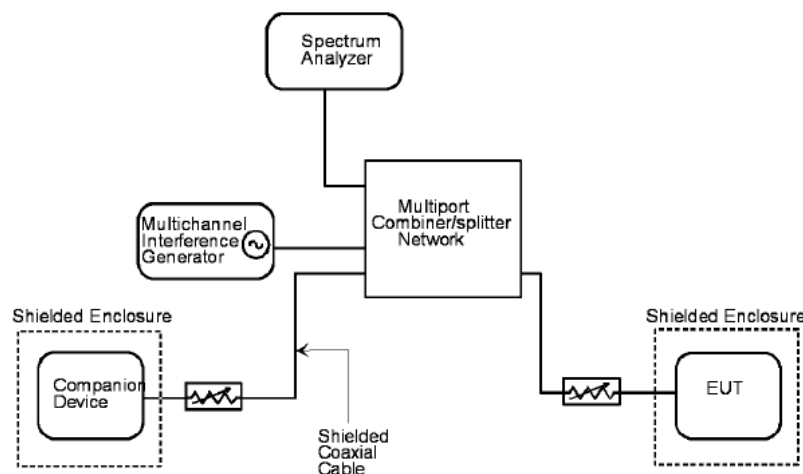 Spectrum
Analyzer
Multiport
Combiner/splitter
Network
Multichannel
Interference
Generator
Shielded Enclosure
Companion
Device
Shielded
Coaxial
Cable
Shielded Enclosure
EUT